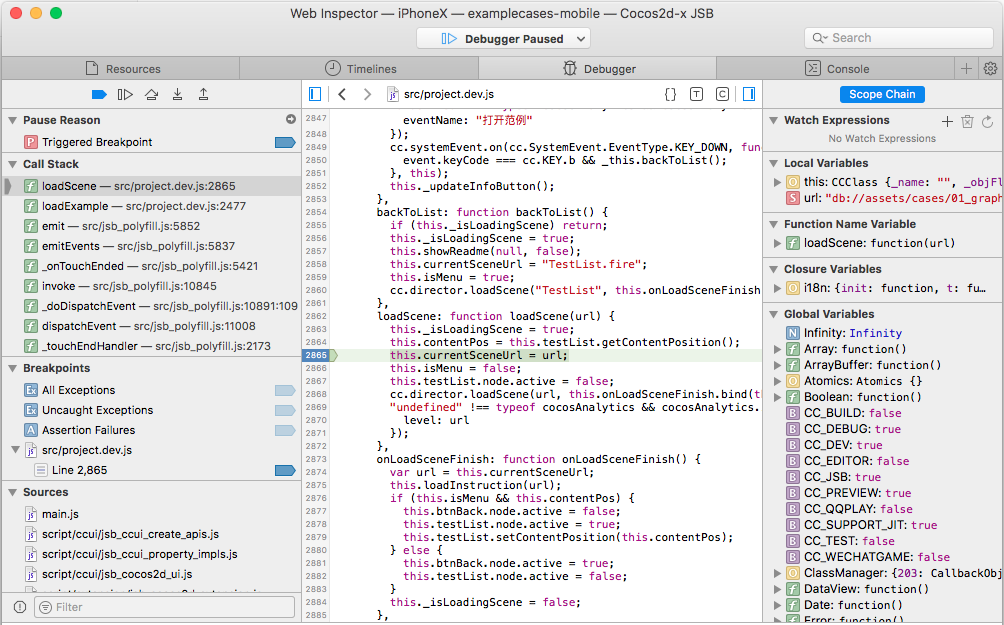 Web Inspector — iPhoneX — examplecases-mobile — Cocos2d-x JSB
Debugger Paused
Search
Resources
Timelines
Debugger
Console
src/project.dev.js
{}
T
C
Scope Chain
Pause Reason
P Triggered Breakpoint
Call Stack
f loadScene — src/project.dev.js:2865
f loadExample — src/project.dev.js:2477
f emit — src/jsb_polyfill.js:5852
f emitEvents — src/jsb_polyfill.js:5837
f _onTouchEnded — src/jsb_polyfill.js:5421
f invoke — src/jsb_polyfill.js:10845
f _doDispatchEvent — src/jsb_polyfill.js:10891:109
f dispatchEvent — src/jsb_polyfill.js:11008
f _touchEndHandler — src/jsb_polyfill.js:2173
Breakpoints
Ex All Exceptions
Ex Uncaught Exceptions
A Assertion Failures
src/project.dev.js
Line 2,865
Sources
main.js
script/ccui/jsb_ccui_create_apis.js
script/ccui/jsb_ccui_property_impls.js
script/ccui/jsb_cocos2d_ui.js
Filter
2847 eventName: "打开范例"
2848 });
2849 cc.systemEvent.on(cc.SystemEvent.EventType.KEY_DOWN, fun
2850 event.keyCode === cc.KEY.b && _this.backToList();
2851 }, this);
2852 this._updateInfoButton();
2853 },
2854 backToList: function backToList() {
2855 if (this._isLoadingScene) return;
2856 this._isLoadingScene = true;
2857 this.showReadme(null, false);
2858 this.currentSceneUrl = "TestList.fire";
2859 this.isMenu = true;
2860 cc.director.loadScene("TestList", this.onLoadSceneFinish
2861 },
2862 loadScene: function loadScene(url) {
2863 this._isLoadingScene = true;
2864 this.contentPos = this.testList.getContentPosition();
2865 this.currentSceneUrl = url;
2866 this.isMenu = false;
2867 this.testList.node.active = false;
2868 cc.director.loadScene(url, this.onLoadSceneFinish.bind(th
2869 "undefined" !== typeof cocosAnalytics && cocosAnalytics.
2870 level: url
2871 });
2872 },
2873 onLoadSceneFinish: function onLoadSceneFinish() {
2874 var url = this.currentSceneUrl;
2875 this.loadInstruction(url);
2876 if (this.isMenu && this.contentPos) {
2877 this.btnBack.node.active = false;
2878 this.testList.node.active = true;
2879 this.testList.setContentPosition(this.contentPos);
2880 } else {
2881 this.btnBack.node.active = true;
2882 this.testList.node.active = false;
2883 }
2884 this._isLoadingScene = false;
2885 },
Watch Expressions
No Watch Expressions
Local Variables
O this: CCClass {_name: "", _objFl
S url: "db://assets/cases/01_graph
Function Name Variable
f loadScene: function(url)
Closure Variables
O i18n: {init: function, t: fu…
Global Variables
N Infinity: Infinity
f Array: function()
f ArrayBuffer: function()
O Atomics: Atomics {}
f Boolean: function()
B CC_BUILD: false
B CC_DEBUG: true
B CC_DEV: true
B CC_EDITOR: false
B CC_JSB: true
B CC_PREVIEW: true
B CC_QQPLAY: false
B CC_SUPPORT_JIT: true
B CC_TEST: false
B CC_WECHATGAME: false
O ClassManager: {203: CallbackObj
f DataView: function()
f Date: function()
f Error: function()